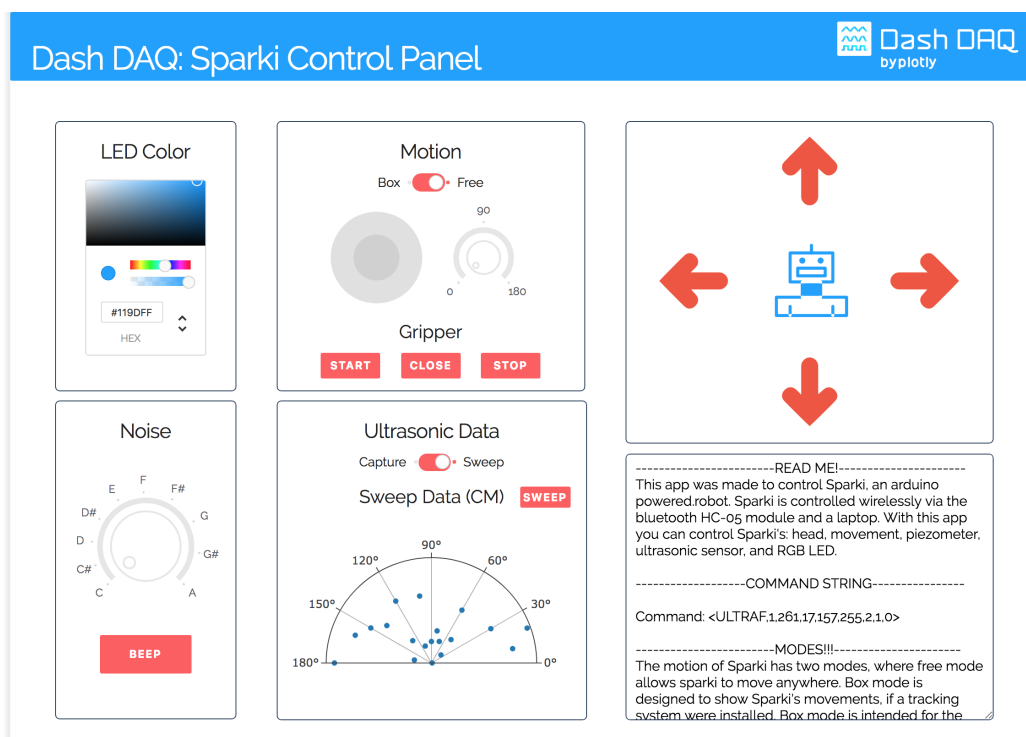 Dash DAQ: Sparki Control Panel
Dash DAQ
by plotly
LED Color
#119DFF
HEX
Motion
Box
Free
90
0
180
Gripper
START
CLOSE
STOP
Noise
F
E
F#
D#
G
D
G#
C#
C
A
BEEP
Ultrasonic Data
Capture
Sweep
Sweep Data (CM)
SWEEP
90°
120°
60°
150°
30°
180°
0°
------------------------READ ME!----------------------
This app was made to control Sparki, an arduino
powered.robot. Sparki is controlled wirelessly via the
bluetooth HC-05 module and a laptop. With this app
you can control Sparki's: head, movement, piezometer,
ultrasonic sensor, and RGB LED.
-------------------COMMAND STRING----------------
Command: <ULTRAF,1,261,17,157,255,2,1,0>
------------------------MODES!!!----------------------
The motion of Sparki has two modes, where free mode
allows sparki to move anywhere. Box mode is
designed to show Sparki's movements, if a tracking
system were installed. Box mode is intended for the